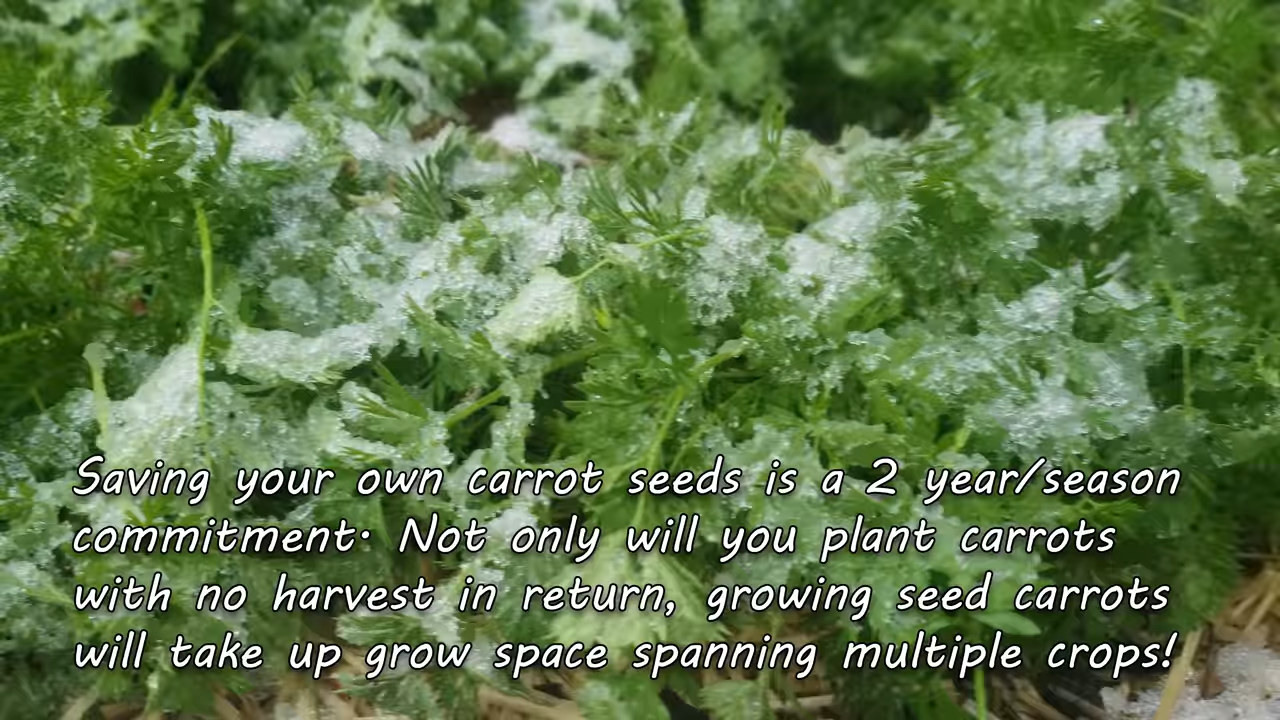 Saving your own carrot seeds is a 2 year/season
commitment. Not only will you plant carrots
with no harvest in return, growing seed carrots
will take up grow space spanning multiple crops!